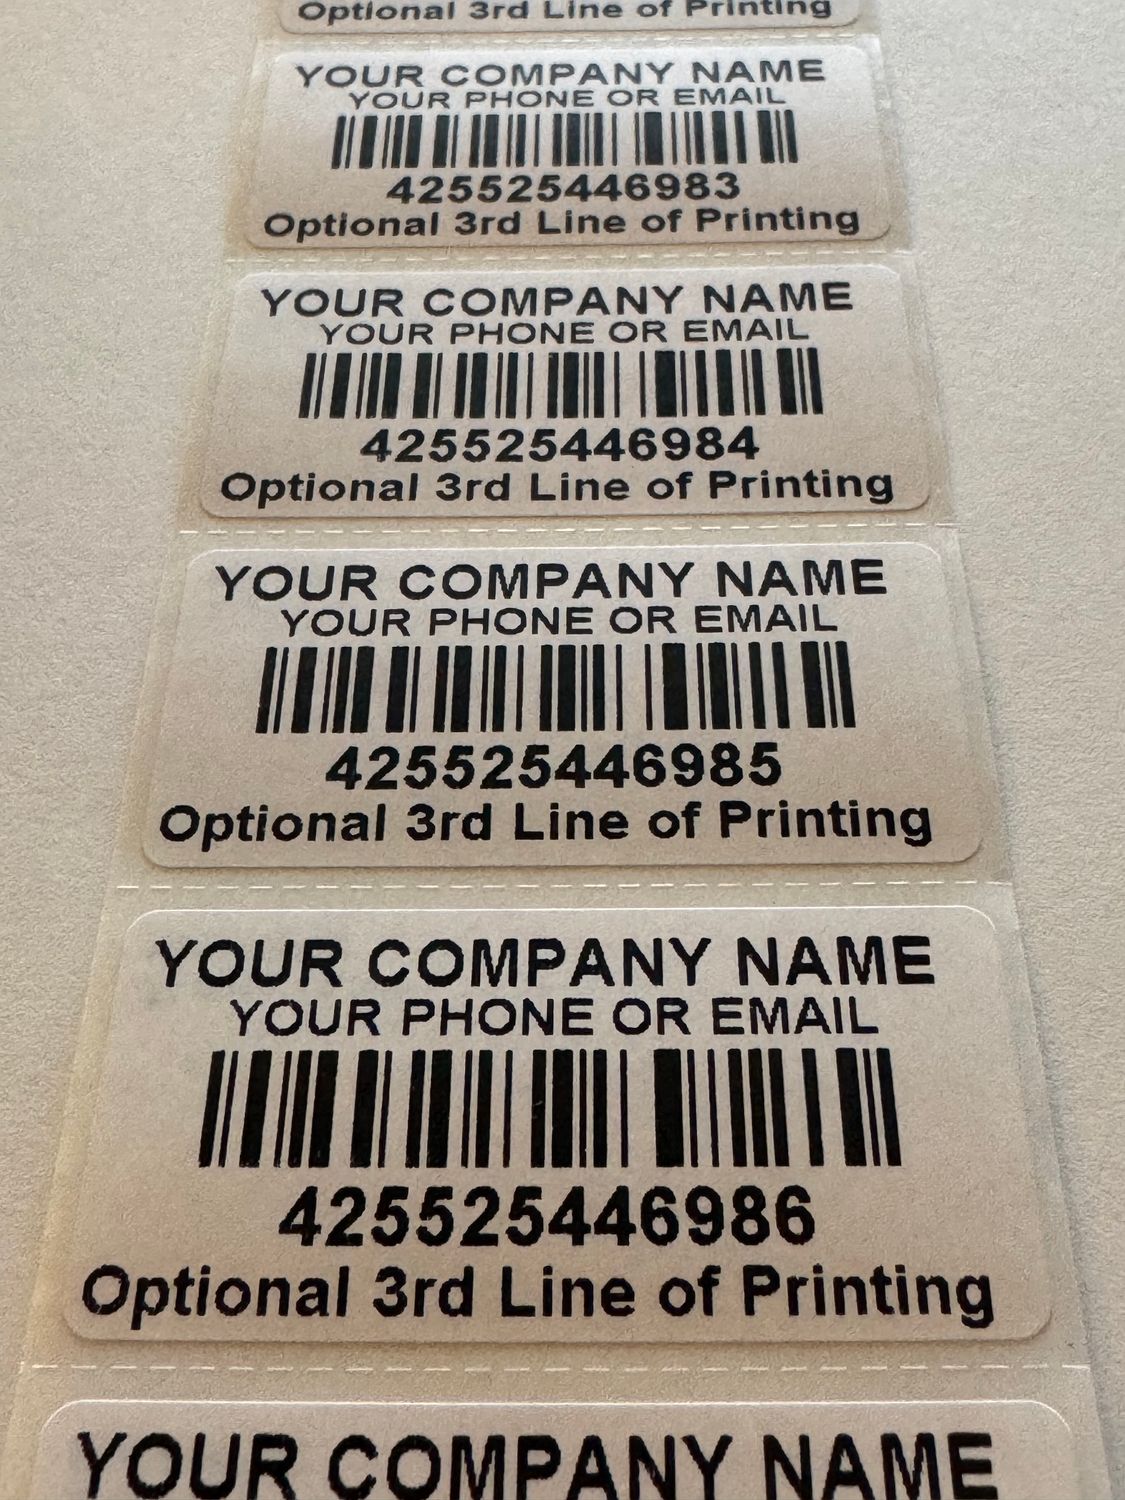 Optional 3rd Line of Printing
YOUR COMPANY NAME
YOUR PHONE OR EMAIL
425525446983
Optional 3rd Line of Printing
YOUR COMPANY NAME
YOUR PHONE OR EMAIL
425525446984
Optional 3rd Line of Printing
YOUR COMPANY NAME
YOUR PHONE OR EMAIL
425525446985
Optional 3rd Line of Printing
YOUR COMPANY NAME
YOUR PHONE OR EMAIL
425525446986
Optional 3rd Line of Printing
YOUR COMPANY NAME